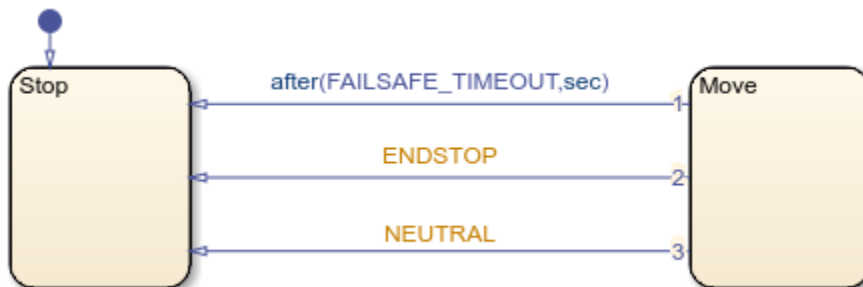 Stop
after(FAILSAFE_TIMEOUT,sec)
1
Move
ENDSTOP
2
NEUTRAL
3